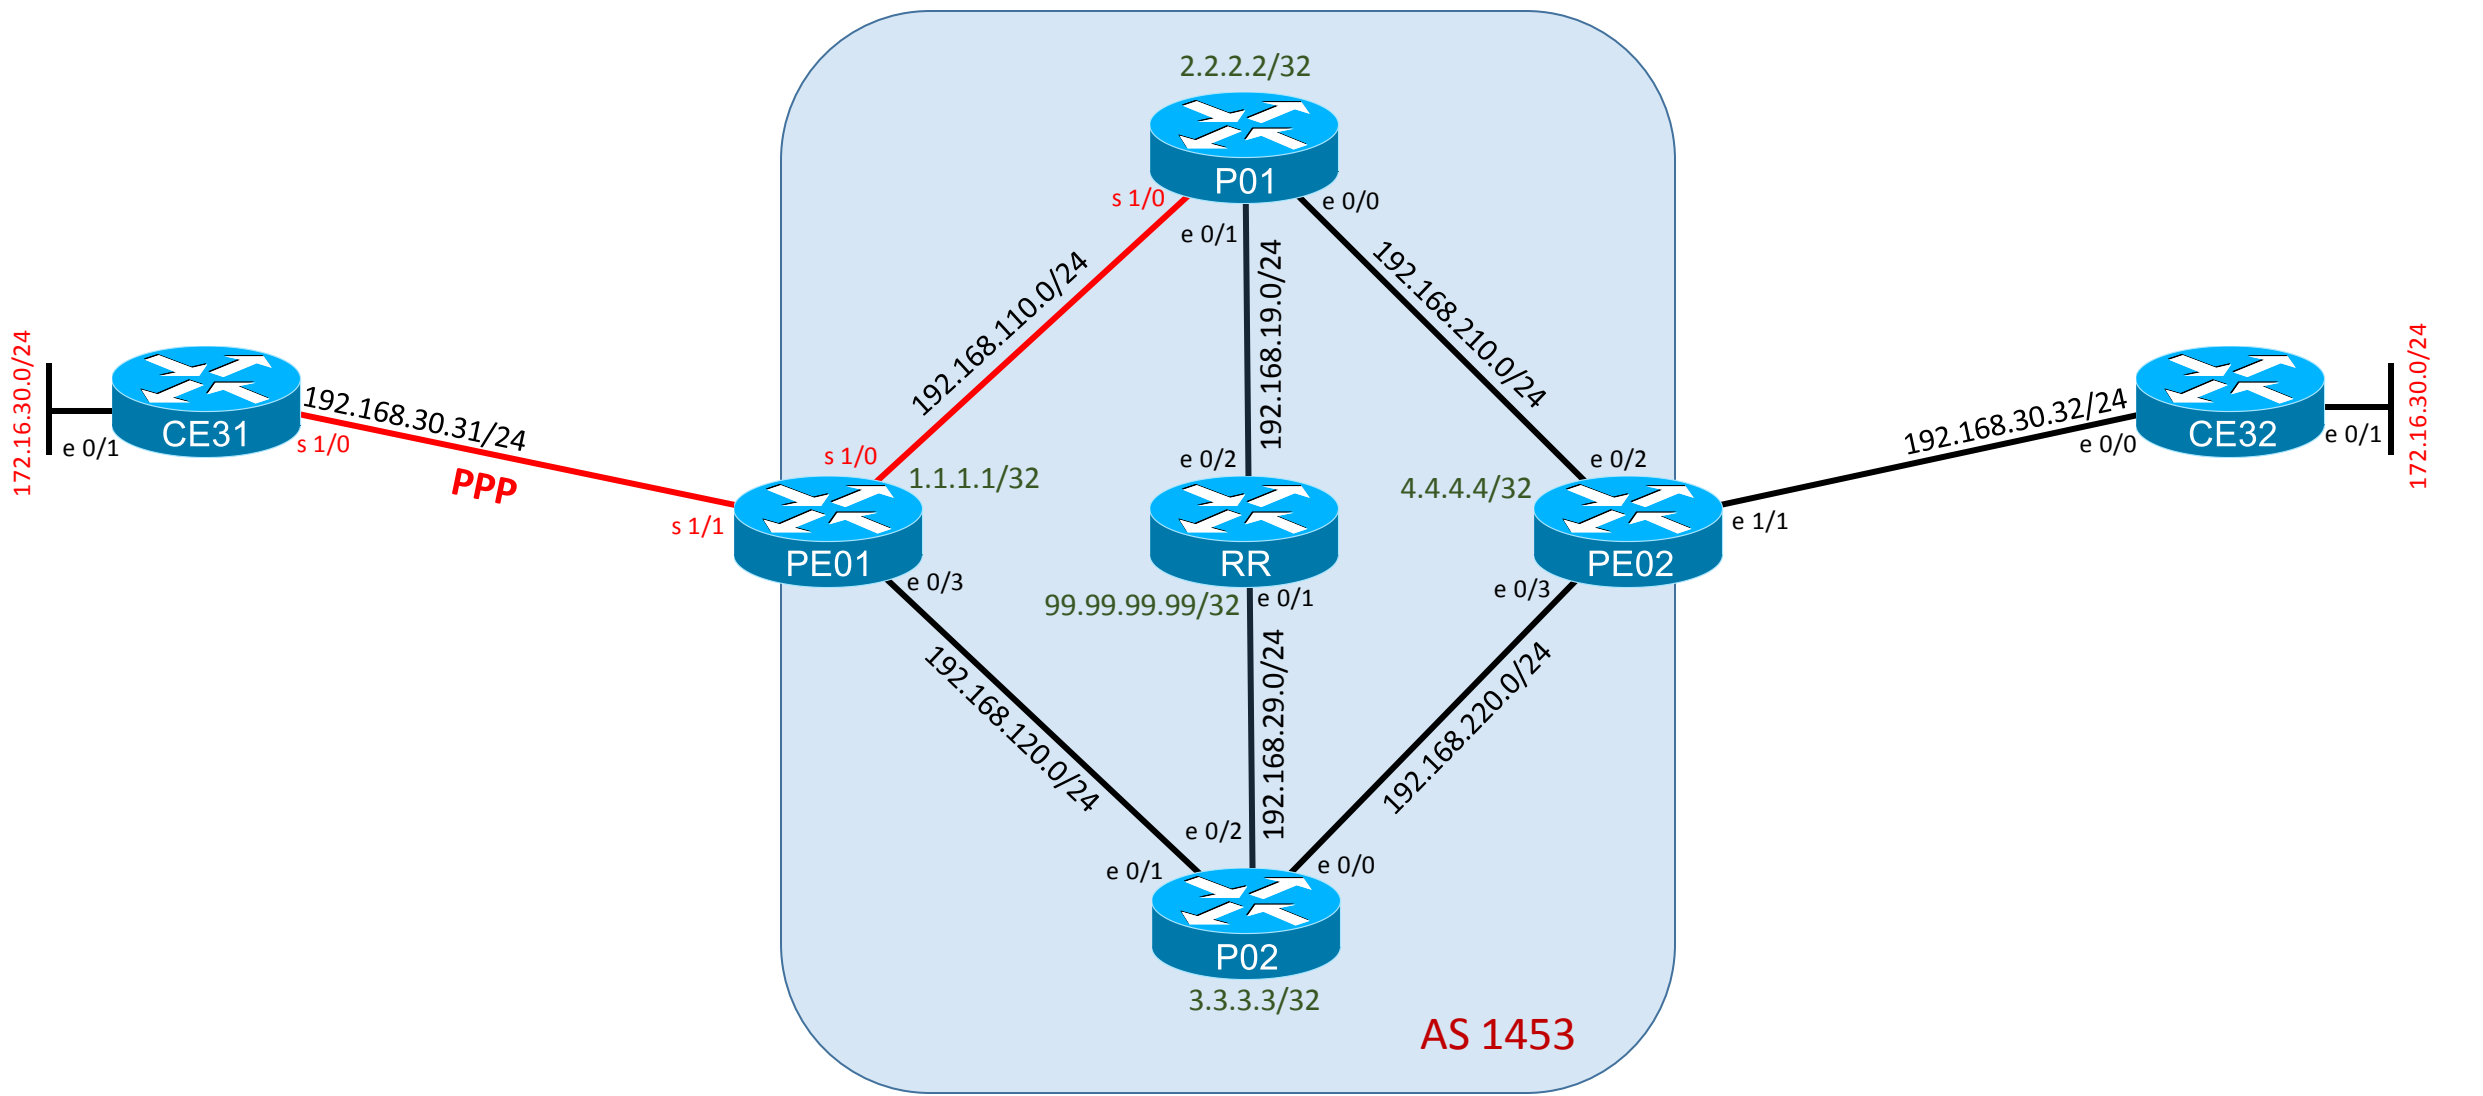 2.2.2.2/32
P01
s 1/0
e 0/0
e 0/1
192.168.110.0/24
192.168.19.0/24
192.168.210.0/24
172.16.30.0/24
e 0/1
CE31
192.168.30.31/24
s 1/0
PPP
s 1/1
s 1/0
1.1.1.1/32
PE01
e 0/3
e 0/2
RR
99.99.99.99/32
e 0/1
4.4.4.4/32
e 0/2
PE02
e 0/3
e 1/1
192.168.30.32/24
e 0/0
CE32
e 0/1
172.16.30.0/24
192.168.120.0/24
192.168.29.0/24
192.168.220.0/24
e 0/2
e 0/1
e 0/0
P02
3.3.3.3/32
AS 1453